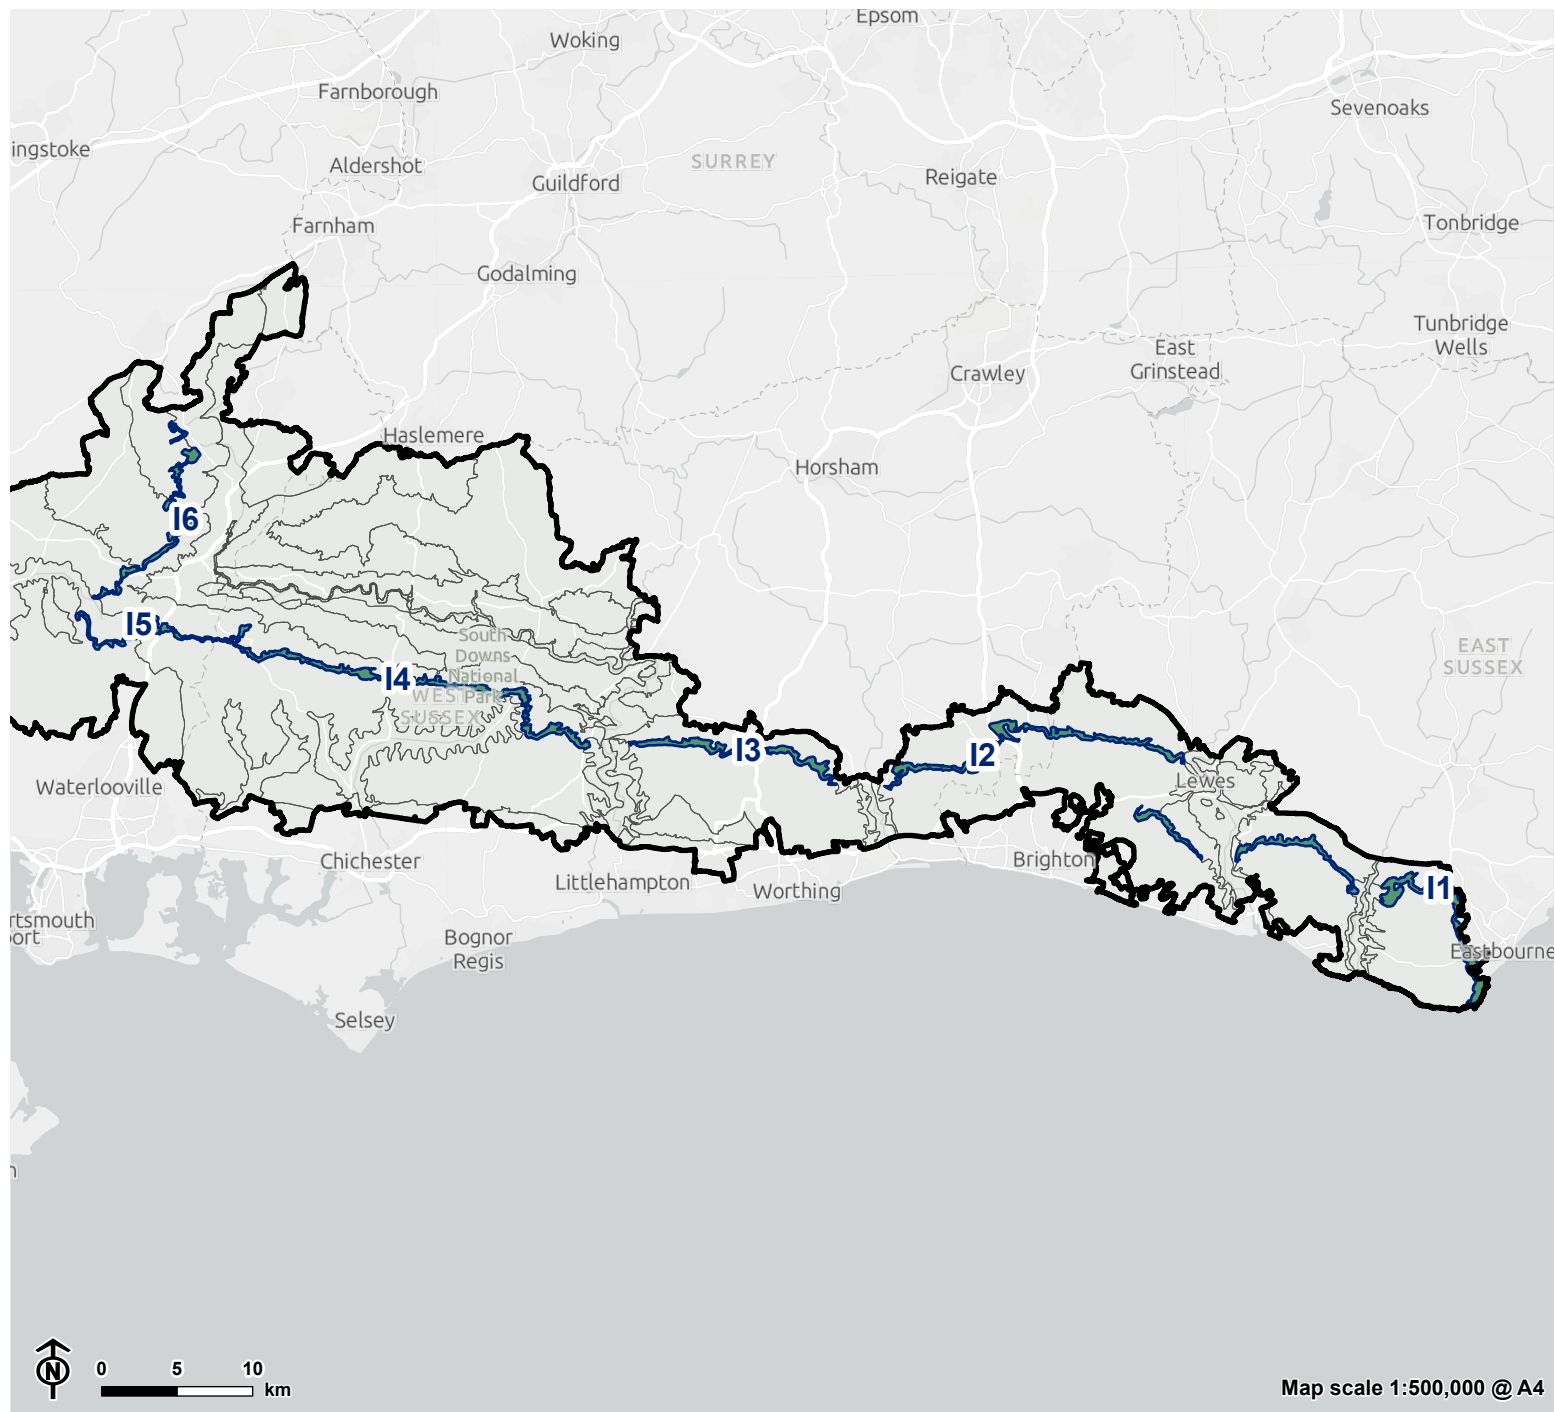 Epsom
Woking
Farnborough
Sevenoaks
ingstoke
Aldershot
SURREY
Guildford
Reigate
Farnham
Tonbridge
Godalming
Tunbridge
Wells
East
Grinstead
Crawley
Haslemere
Horsham
I6
I5
South
Downs
National
Park
EAST
SUSSEX
I4
WEST
SUSSEX
I3
I2
Waterlooville
Lewes
Chichester
Brighton
Littlehampton
Worthing
I1
rtsmouth
ort
Bognor
Regis
Eastbourne
Selsey
n
N
0 5 10
km
Map scale 1:500,000 @ A4